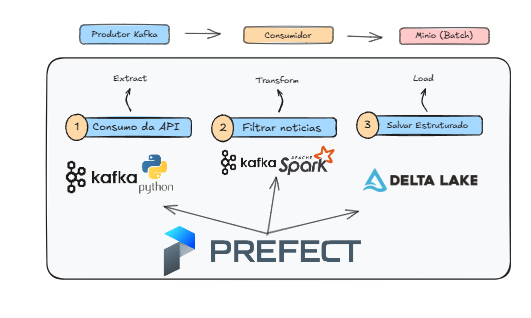 Produtor Kafka
Consumidor
Minio (Batch)
Extract
Transform
Load
1 Consumo da API
2 Filtrar noticias
3 Salvar Estruturado
kafka
python
kafka
APACHE
Spark
DELTA LAKE
PREFECT